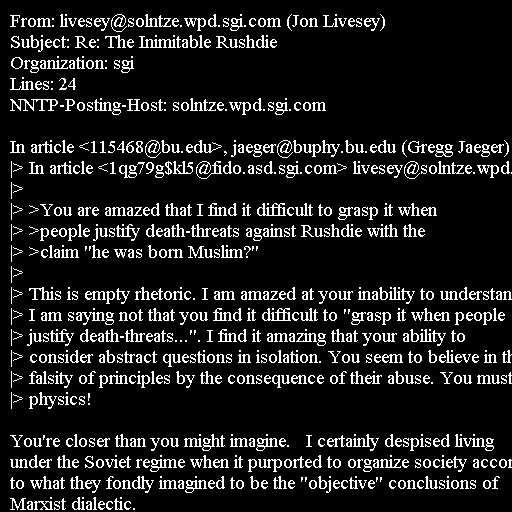 From: livesey@solntze.wpd.sgi.com (Jon Livesey)
Subject: Re: The Inimitable Rushdie
Organization: sgi
Lines: 24
NNTP-Posting-Host: solntze.wpd.sgi.com

In article <115468@bu.edu>, jaeger@buphy.bu.edu (Gregg Jaeger)
|> In article <1qg79g$kl5@fido.asd.sgi.com> livesey@solntze.wpd.
|>
|> >You are amazed that I find it difficult to grasp it when
|> >people justify death-threats against Rushdie with the
|> >claim "he was born Muslim?"
|>
|> This is empty rhetoric. I am amazed at your inability to
|> I am saying not that you find it difficult to "grasp it when people
|> justify death-threats...". I find it amazing that your ability to
|> consider abstract questions in isolation. You seem to believe in
|> falsity of principles by the consequence of their abuse. You must
|> physics!

You're closer than you might imagine.   I certainly despised living
under the Soviet regime when it purported to organize society
to what they fondly imagined to be the "objective" conclusions of
Marxist dialectic.